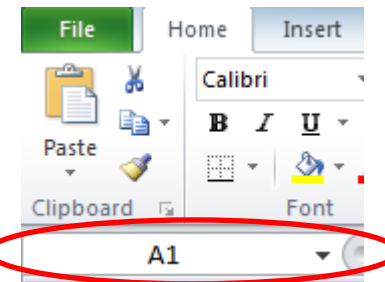 File Home Insert
Calibri
B I U
Paste
Clipboard Font
A1